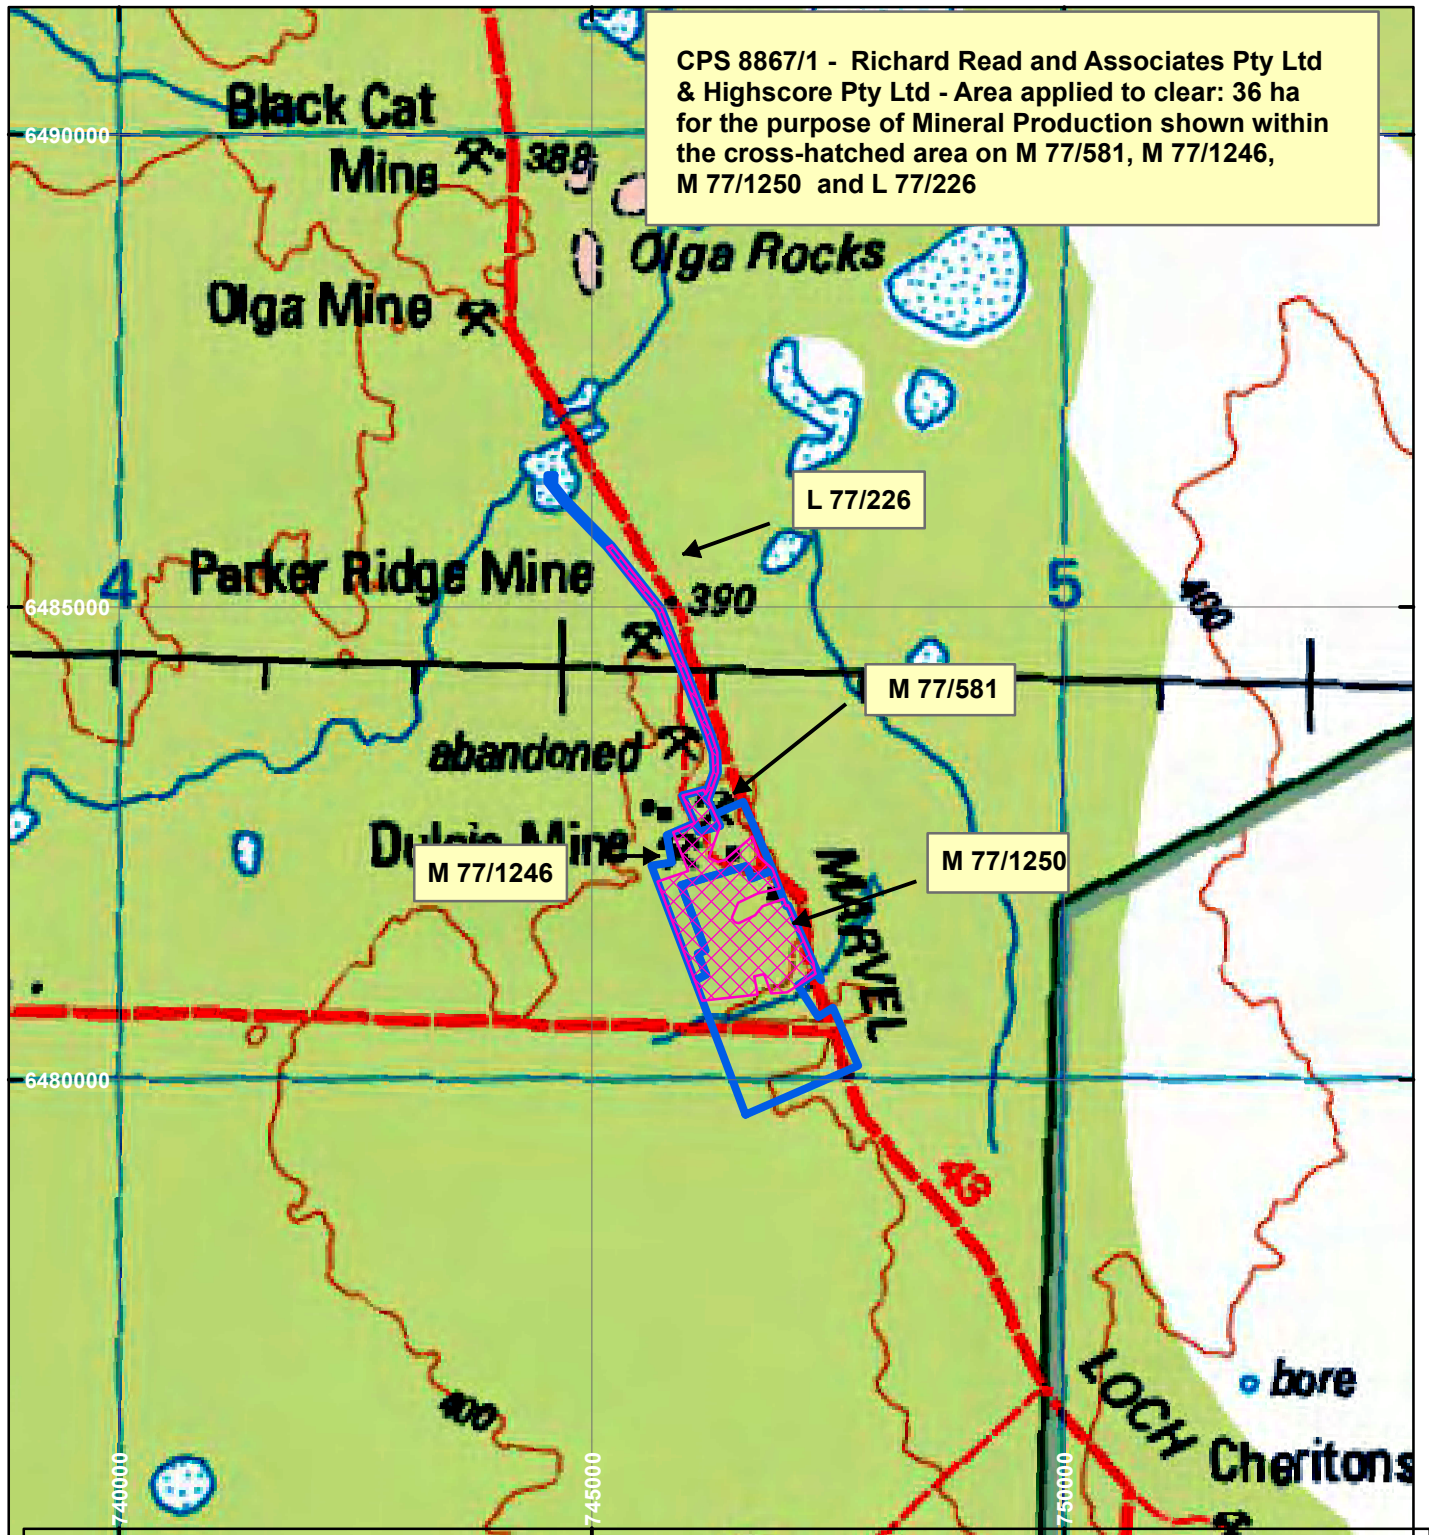 CPS 8867/1 - Richard Read and Associates Pty Ltd
& Highscore Pty Ltd - Area applied to clear: 36 ha
for the purpose of Mineral Production shown within
the cross-hatched area on M 77/581, M 77/1246,
M 77/1250 and L 77/226
Black Cat
Mine
388
6490000
Olga Rocks
Olga Mine
L 77/226
4
Parker Ridge Mine
5
390
400
6485000
M 77/581
abandoned
Mine
M 77/1246
M 77/1250
MARVEL
6480000
43
LOCH
bore
400
Cheritons
740000
745000
750000